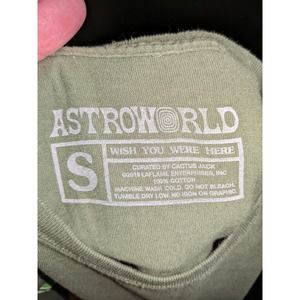 ASTROWORLD
S
WISH YOU WERE HERE
CURATED BY CACTUS JACK
©2018 LAFLAME ENTERPRISES, INC
100% COTTON
MACHINE WASH COLD. DO NOT BLEACH.
TUMBLE DRY LOW. NO IRON ON GRAPHIC.